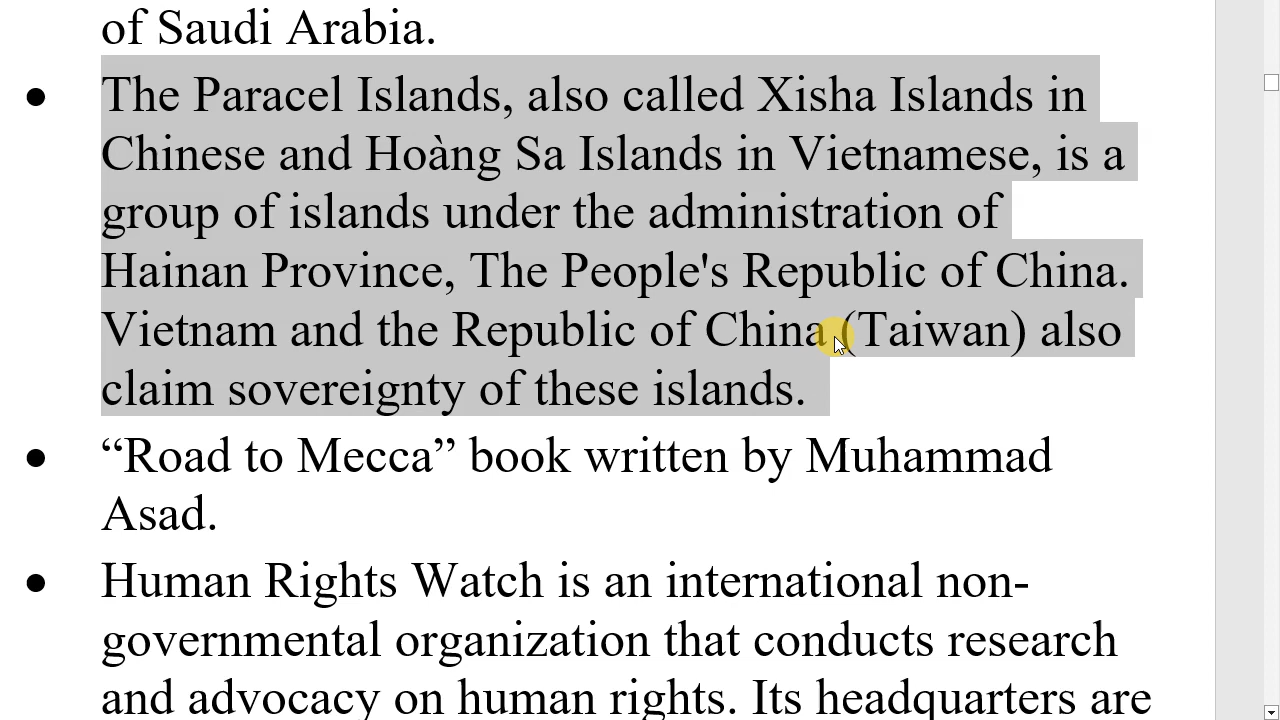 of Saudi Arabia.
● The Paracel Islands, also called Xisha Islands in
Chinese and Hoàng Sa Islands in Vietnamese, is a
group of islands under the administration of
Hainan Province, The People's Republic of China.
Vietnam and the Republic of China (Taiwan) also
claim sovereignty of these islands.
● “Road to Mecca” book written by Muhammad
Asad.
● Human Rights Watch is an international non-
governmental organization that conducts research
and advocacy on human rights. Its headquarters are